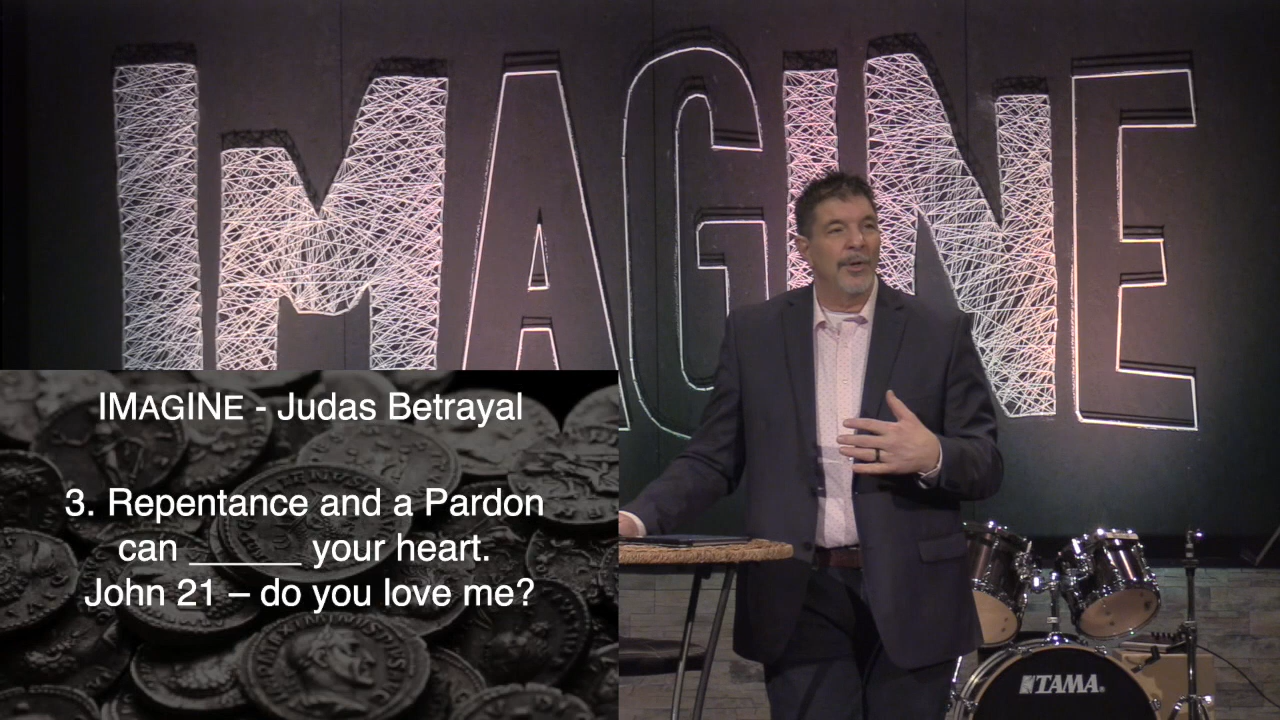 IMAGINE
IMAGINE - Judas Betrayal
3. Repentance and a Pardon
can ______ your heart.
John 21 – do you love me?
TAMA